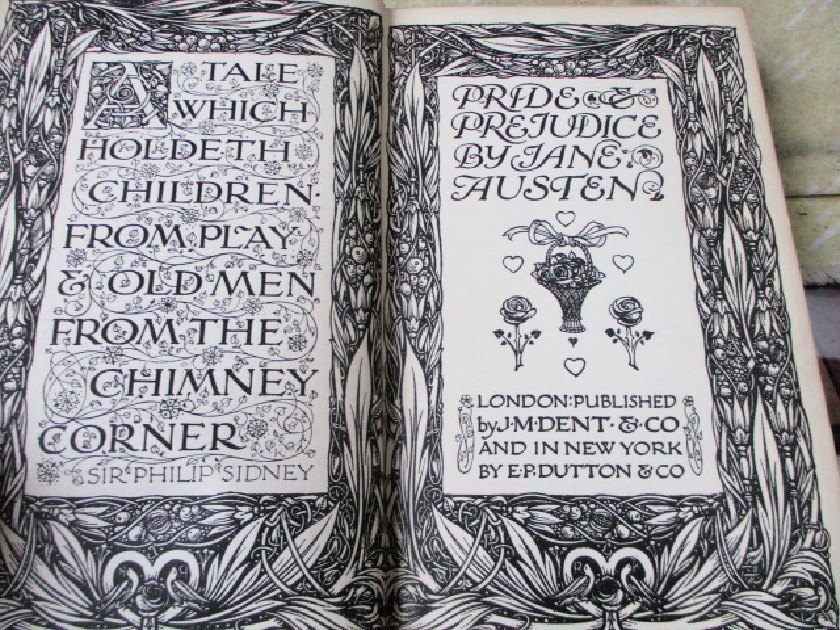 A TALE
WHICH
HOLDETH
CHILDREN·
FROM·PLAY
& OLD·MEN
FROM·THE
CHIMNEY
CORNER
SIR·PHILIP SIDNEY
PRIDE &
PREJUDICE
BY JANE
AUSTEN
LONDON:PUBLISHED
by J·M·DENT·&·CO
AND IN NEW YORK
BY E.P.DUTTON & CO